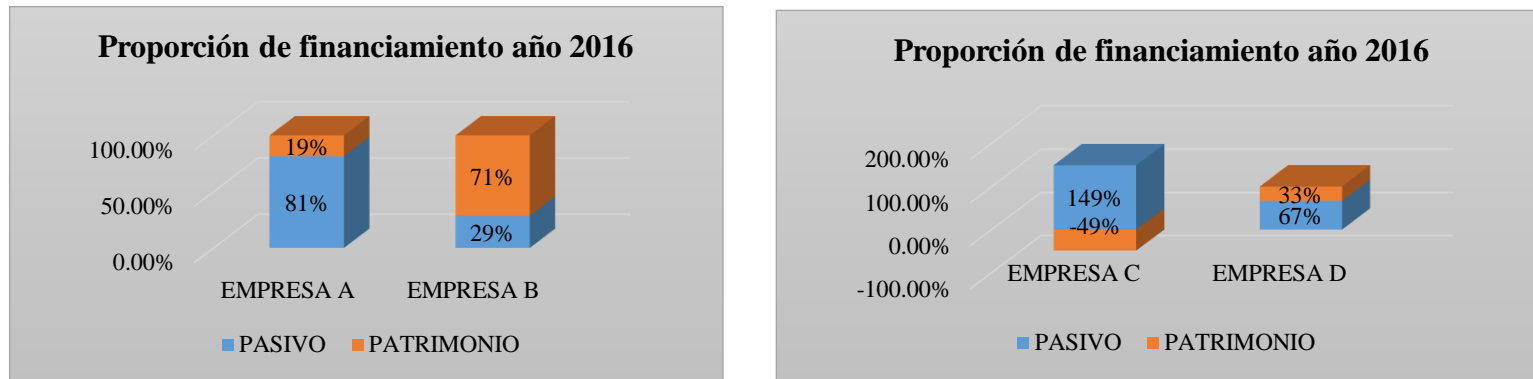 Proporción de financiamiento año 2016
100.00%
50.00%
0.00%
19%
81%
71%
29%
EMPRESA A
EMPRESA B
PASIVO
PATRIMONIO
Proporción de financiamiento año 2016
200.00%
100.00%
0.00%
-100.00%
149%
-49%
33%
67%
EMPRESA C
EMPRESA D
PASIVO
PATRIMONIO